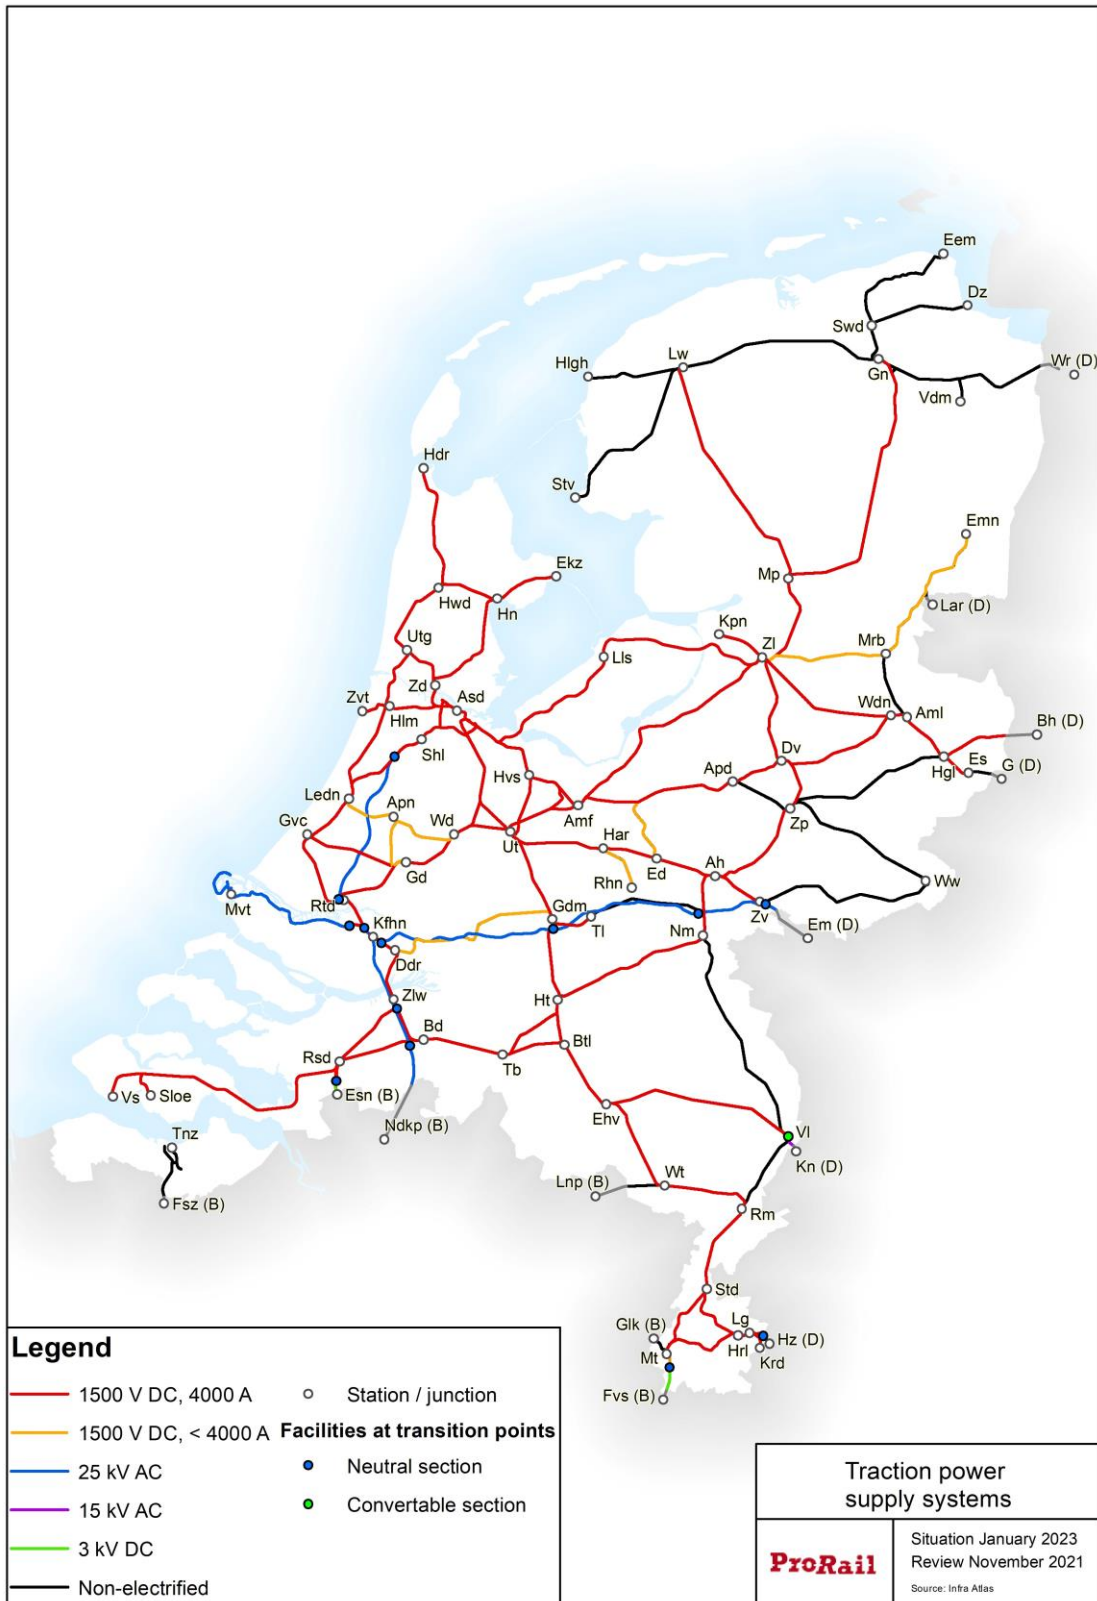 Eem
Dz
Swd
Hlgh
Lw
Gn
Wr (D)
Vdm
Hdr
Stv
Emn
Ekz
Mp
Hwd
Hn
Lar (D)
Kpn
Utg
Zl
Mrb
Lls
Zd
Zvt
Asd
Hlm
Wdn
Aml
Bh (D)
Shl
Dv
Hvs
Apd
Hgl
Es
G (D)
Ledn
Apn
Gvc
Wd
Amf
Zp
Ut
Har
Gd
Ed
Ah
Rhn
Ww
Mvt
Rtd
Zv
Kfhn
Gdm
Tl
Em (D)
Nm
Ddr
Zlw
Ht
Bd
Btl
Rsd
Tb
Vs
Sloe
Esn (B)
Ehv
Ndkp (B)
Vl
Tnz
Kn (D)
Lnp (B)
Wt
Fsz (B)
Rm
Std
Glk (B)
Lg
Hz (D)
Mt
Hrl
Krd
Fvs (B)
Legend
1500 V DC, 4000 A
Station / junction
1500 V DC, < 4000 A
Facilities at transition points
25 kV AC
Neutral section
15 kV AC
Convertable section
3 kV DC
Non-electrified
Traction power
supply systems
ProRail
Situation January 2023
Review November 2021
Source: Infra Atlas